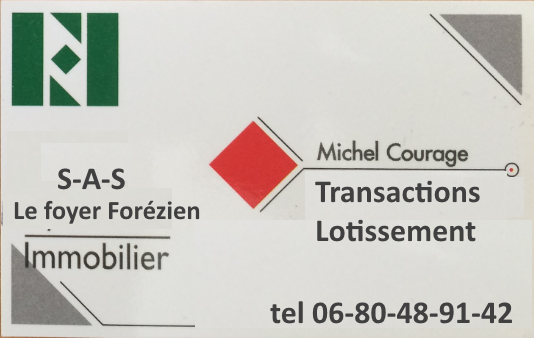 Michel Courage
Transactions
Lotissement
S-A-S
Le foyer Forézien
Immobilier
tel 06-80-48-91-42